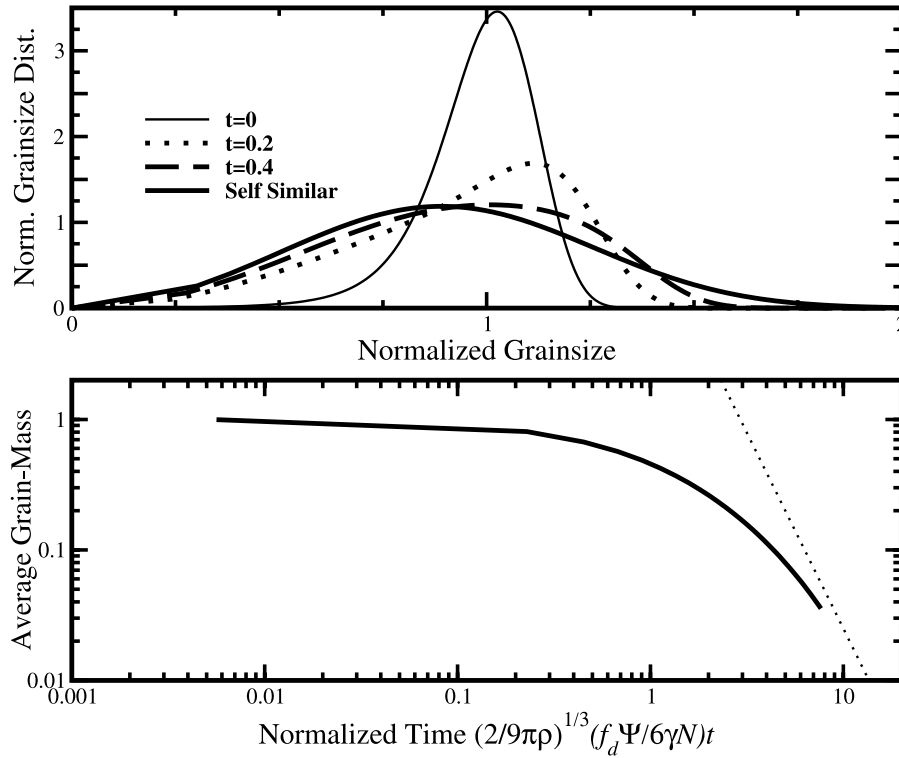 Norm. Grainsize Dist.
3
2
1
0
t=0
t=0.2
t=0.4
Self Similar
0
1
2
Normalized Grainsize
Average Grain-Mass
1
0.1
0.01
0.001
0.01
0.1
1
10
Normalized Time (2/9πρ)^{1/3}(f_dΨ/6γN)t